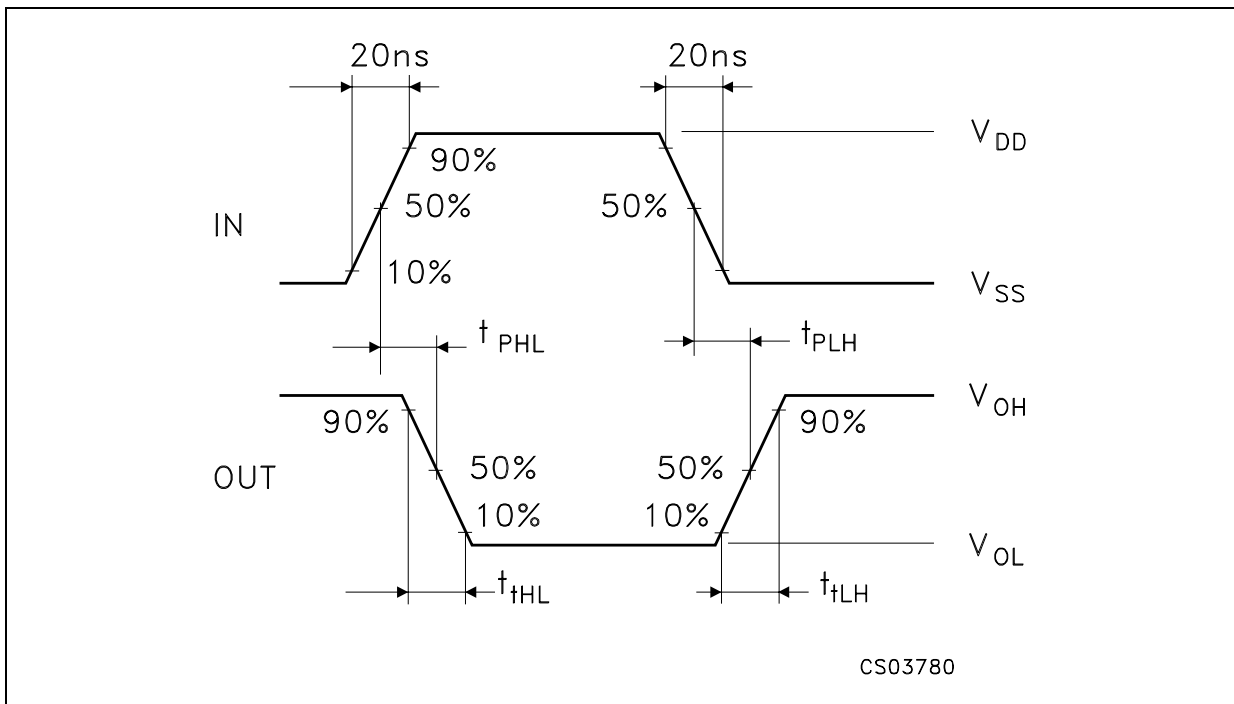 20ns 20ns
V DD
90%
IN 50% 50%
10%
V SS
t PHL t PLH
V OH
90% 90%
OUT 50% 50%
10% 10%
V OL
t tHL t tLH
CS03780